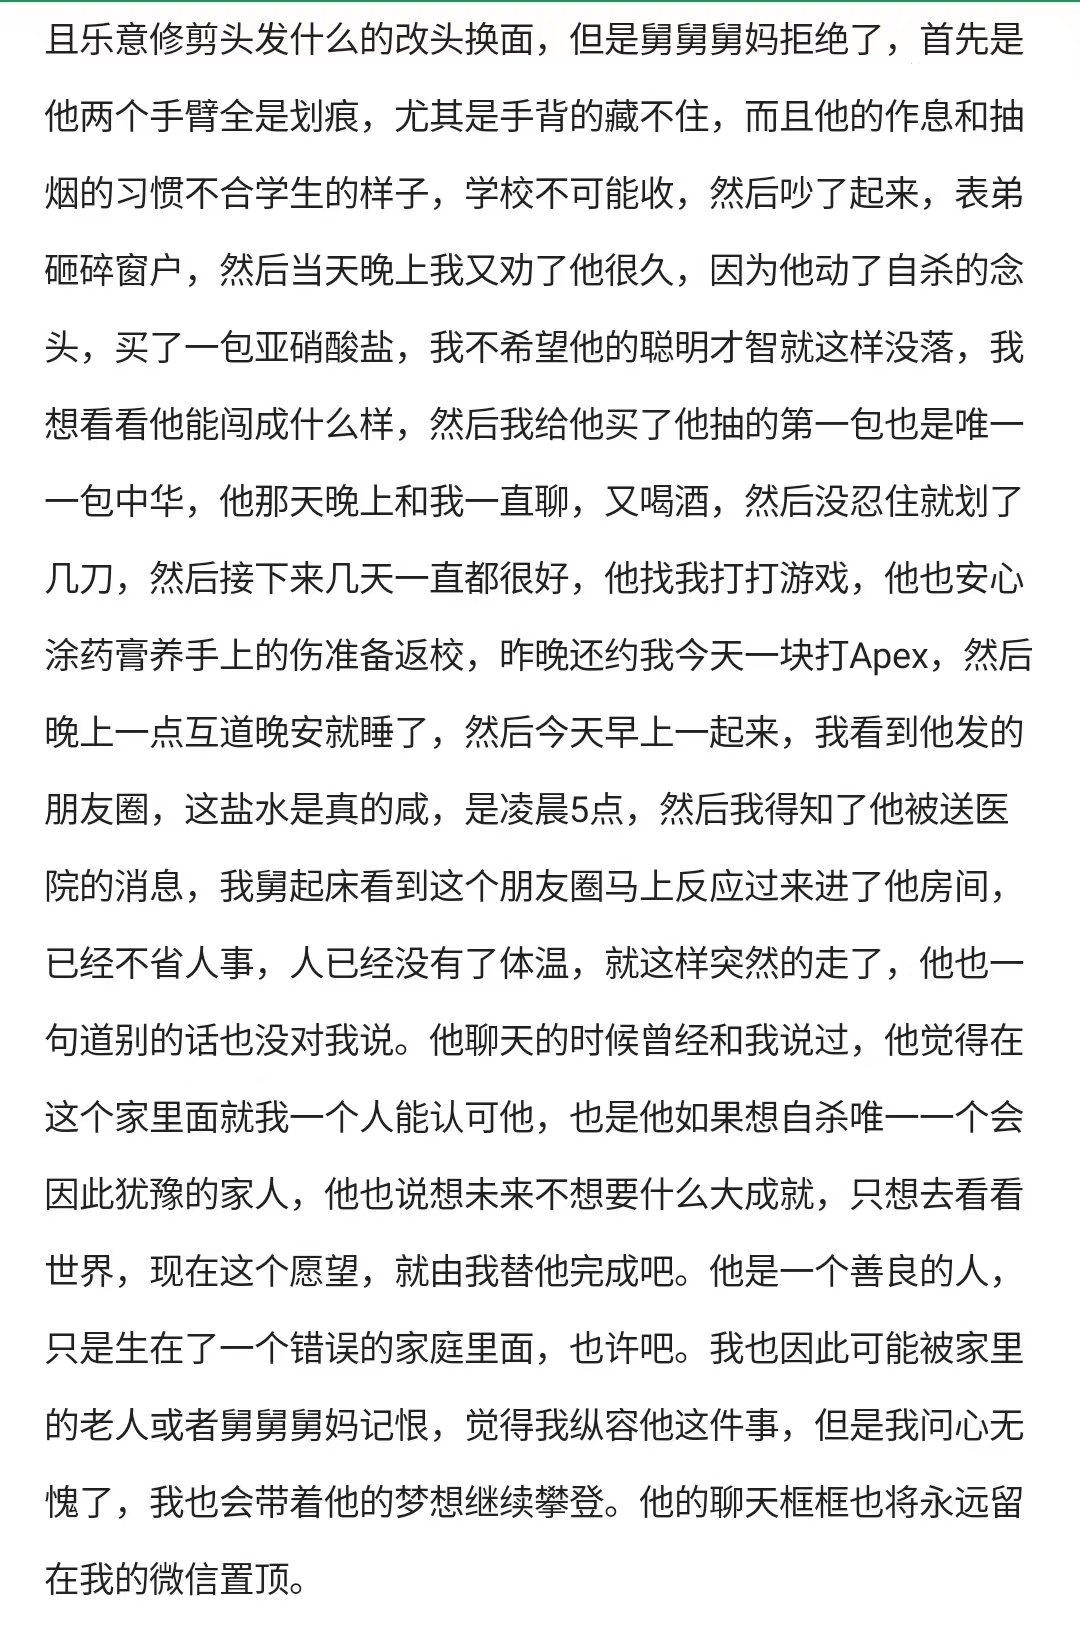 且乐意修剪头发什么的改头换面，但是舅舅舅妈拒绝了，首先是
他两个手臂全是划痕，尤其是手背的藏不住，而且他的作息和抽
烟的习惯不合学生的样子，学校不可能收，然后吵了起来，表弟
砸碎窗户，然后当天晚上我又劝了他很久，因为他动了自杀的念
头，买了一包亚硝酸盐，我不希望他的聪明才智就这样没落，我
想看看他能闯成什么样，然后我给他买了他抽的第一包也是唯一
一包中华，他那天晚上和我一直聊，又喝酒，然后没忍住就划了
几刀，然后接下来几天一直都很好，他找我打打游戏，他也安心
涂药膏养手上的伤准备返校，昨晚还约我今天一块打Apex，然后
晚上一点互道晚安就睡了，然后今天早上一起来，我看到他发的
朋友圈，这盐水是真的咸，是凌晨5点，然后我得知了他被送医
院的消息，我舅起床看到这个朋友圈马上反应过来进了他房间，
已经不省人事，人已经没有了体温，就这样突然的走了，他也一
句道别的话也没对我说。他聊天的时候曾经和我说过，他觉得在
这个家里面就我一个人能认可他，也是他如果想自杀唯一一个会
因此犹豫的家人，他也说想未来不想要什么大成就，只想去看看
世界，现在这个愿望，就由我替他完成吧。他是一个善良的人，
只是生在了一个错误的家庭里面，也许吧。我也因此可能被家里
的老人或者舅舅舅妈记恨，觉得我纵容他这件事，但是我问心无
愧了，我也会带着他的梦想继续攀登。他的聊天框框也将永远留
在我的微信置顶。